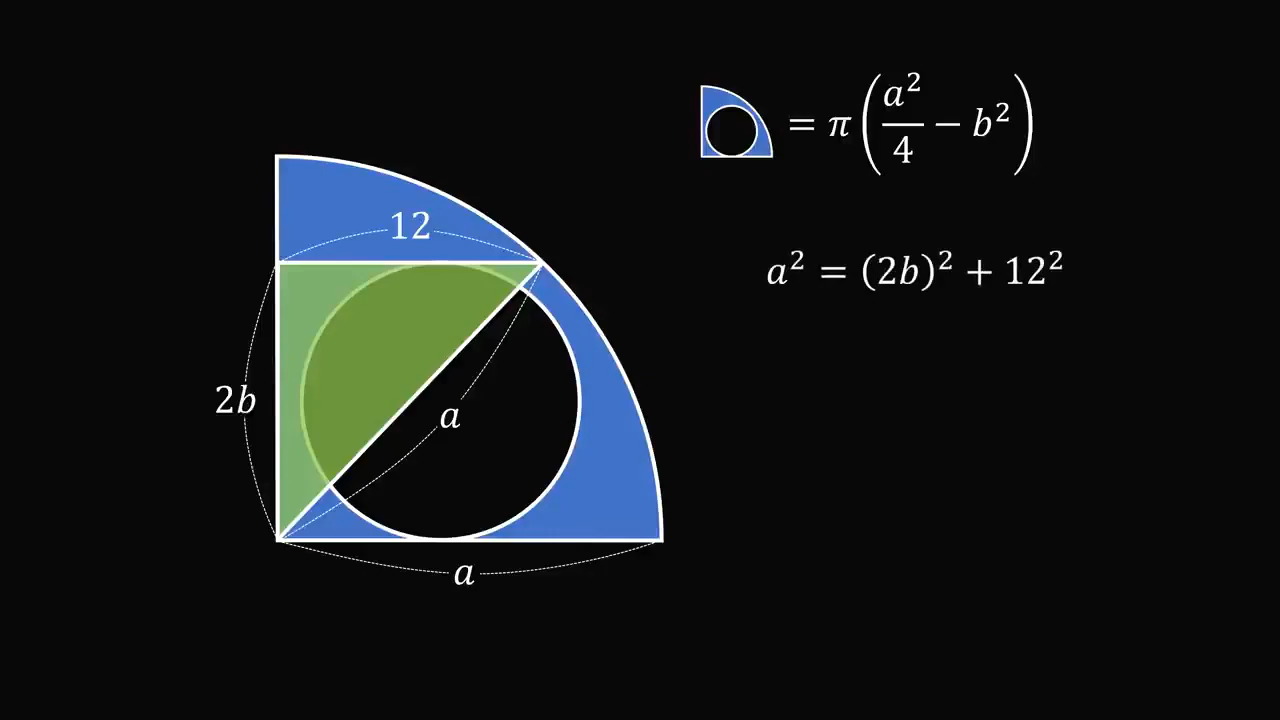 = π(a²/4 − b²)
12
a² = (2b)² + 12²
2b
a
a